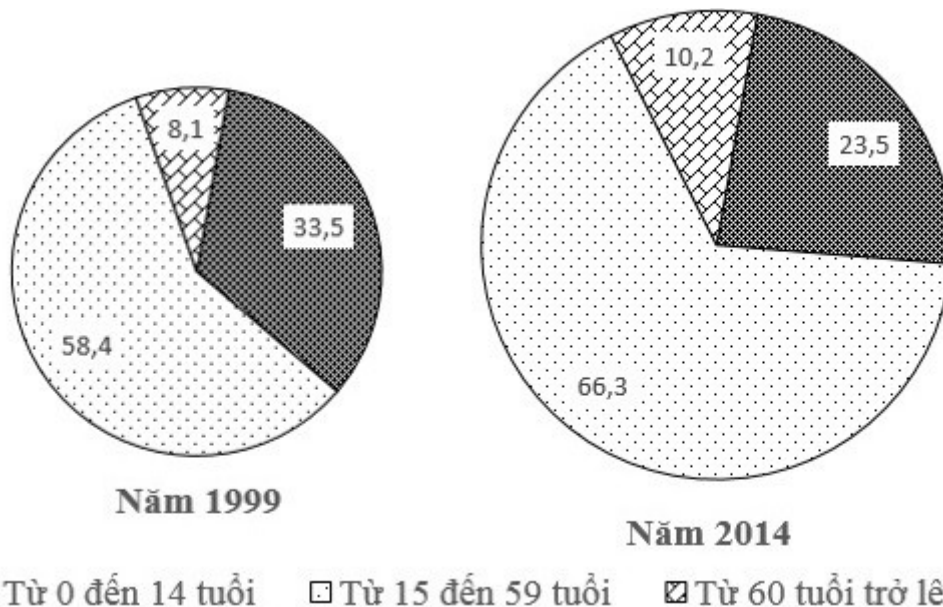 8,1
10,2
33,5
23,5
58,4
66,3
Năm 1999
Năm 2014
Từ 0 đến 14 tuổi
Từ 15 đến 59 tuổi
Từ 60 tuổi trở lê